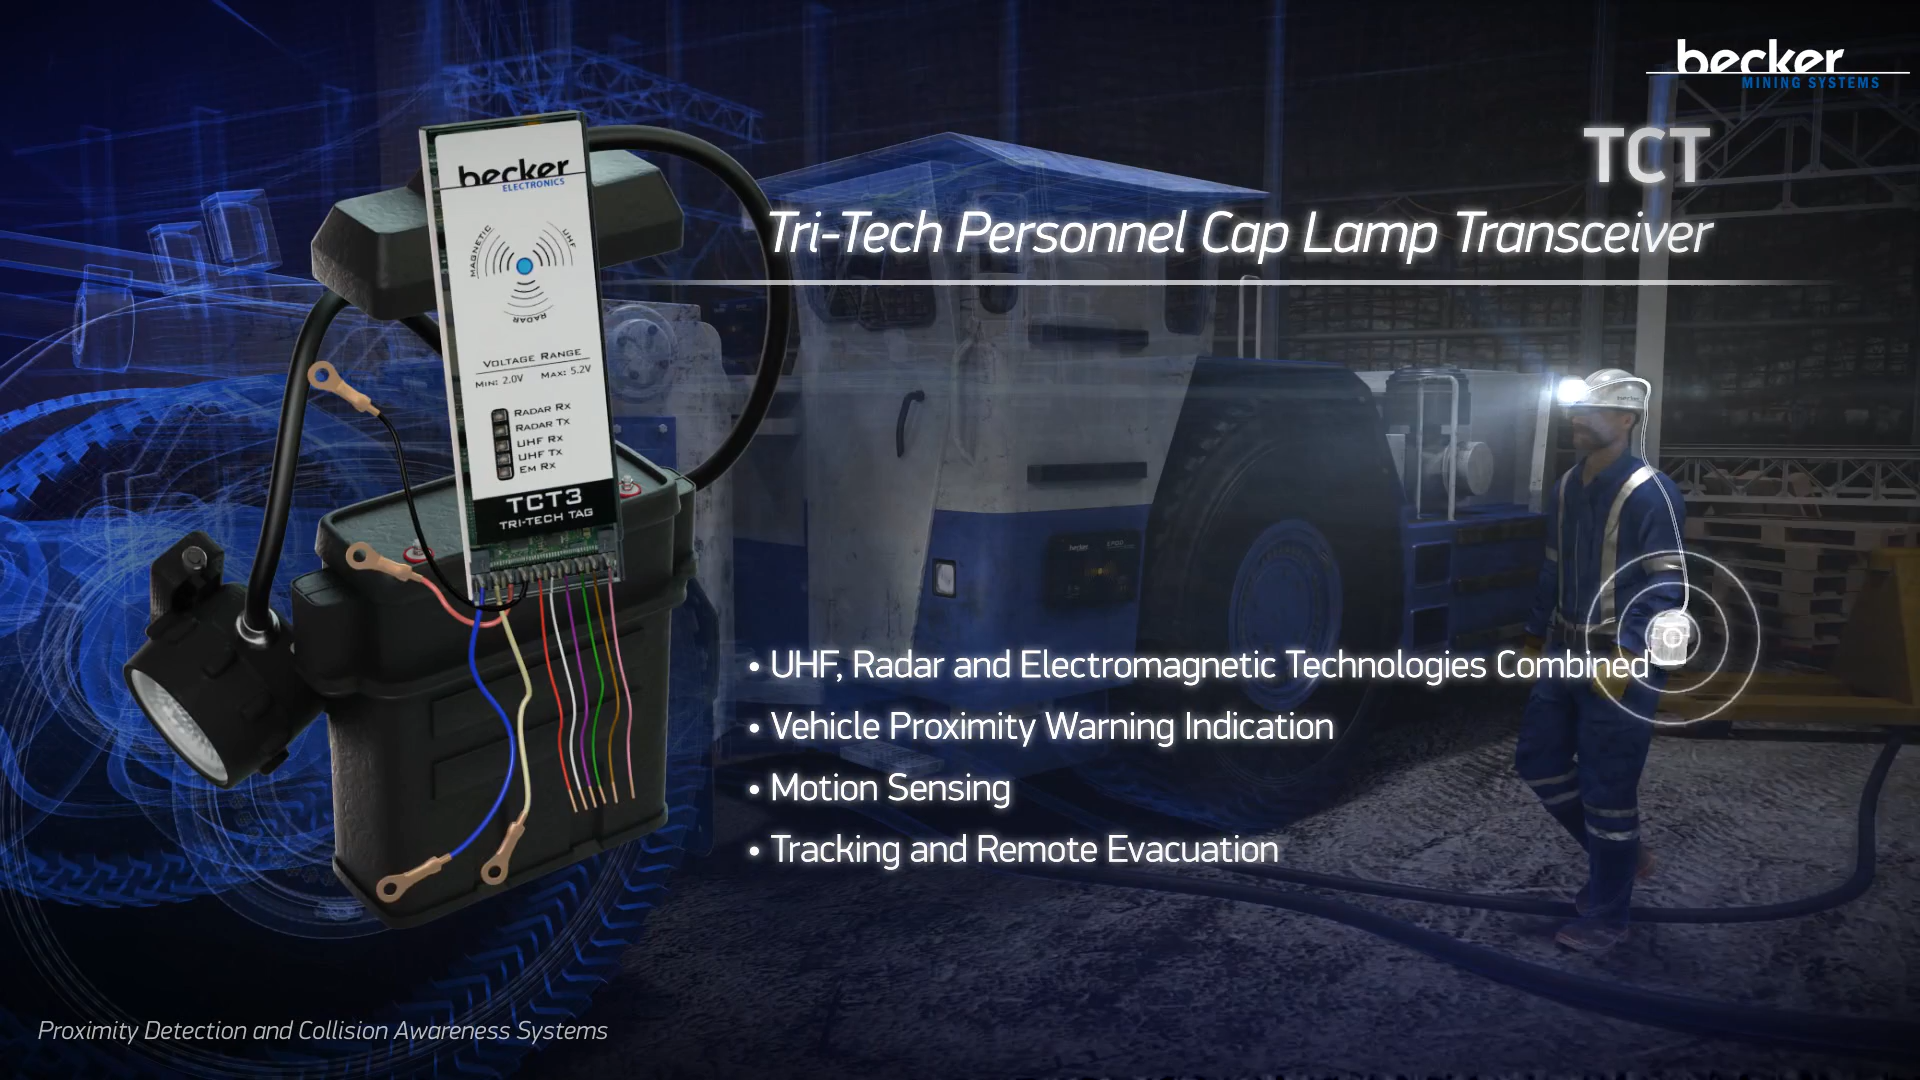 becker
MINING SYSTEMS
TCT
Tri-Tech Personnel Cap Lamp Transceiver
becker
ELECTRONICS
MAGNETIC
UHF
RADAR
VOLTAGE RANGE
MIN: 2.0V MAX: 5.2V
RADAR RX
RADAR TX
UHF RX
UHF TX
EM RX
TCT3
TRI-TECH TAG
becker
• UHF, Radar and Electromagnetic Technologies Combined
• Vehicle Proximity Warning Indication
• Motion Sensing
• Tracking and Remote Evacuation
Proximity Detection and Collision Awareness Systems